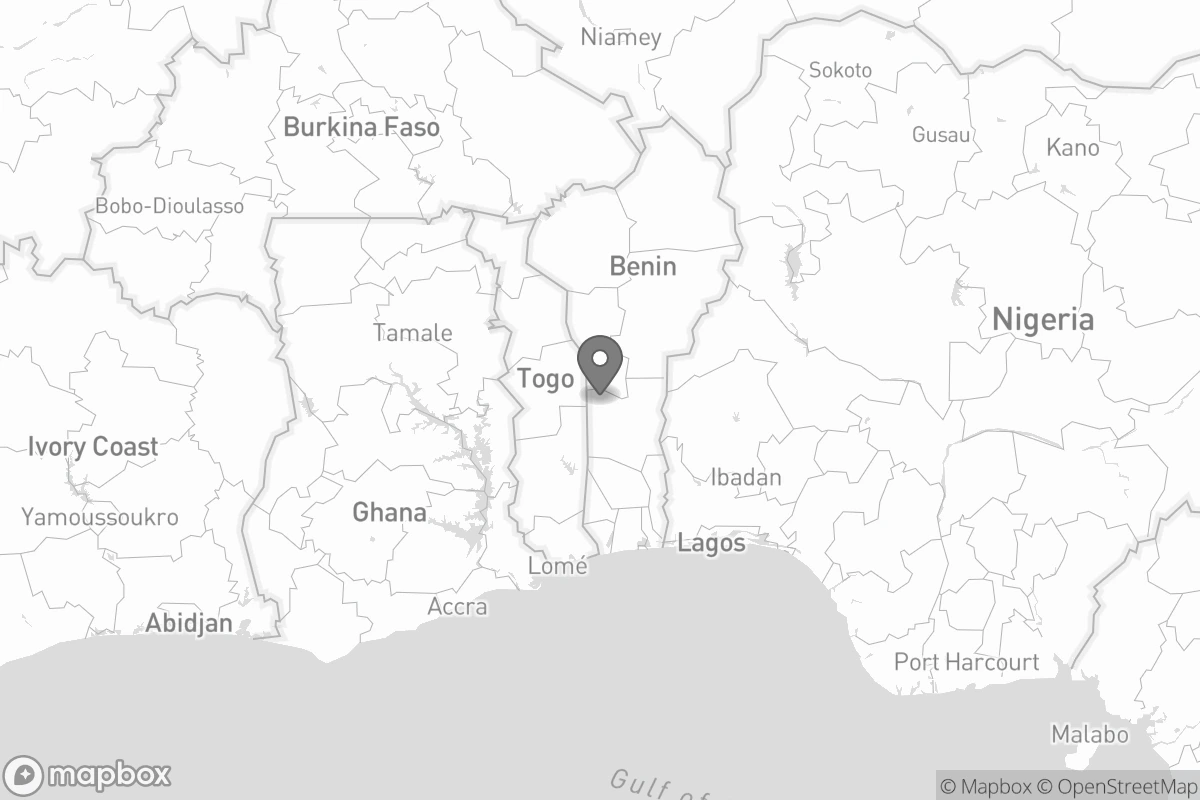 Niamey
Sokoto
Burkina Faso
Gusau
Kano
Bobo-Dioulasso
Benin
Nigeria
Tamale
Togo
Ivory Coast
Ibadan
Ghana
Yamoussoukro
Lagos
Lomé
Accra
Abidjan
Port Harcourt
Malabo
Gulf of
mapbox
© Mapbox © OpenStreetMap